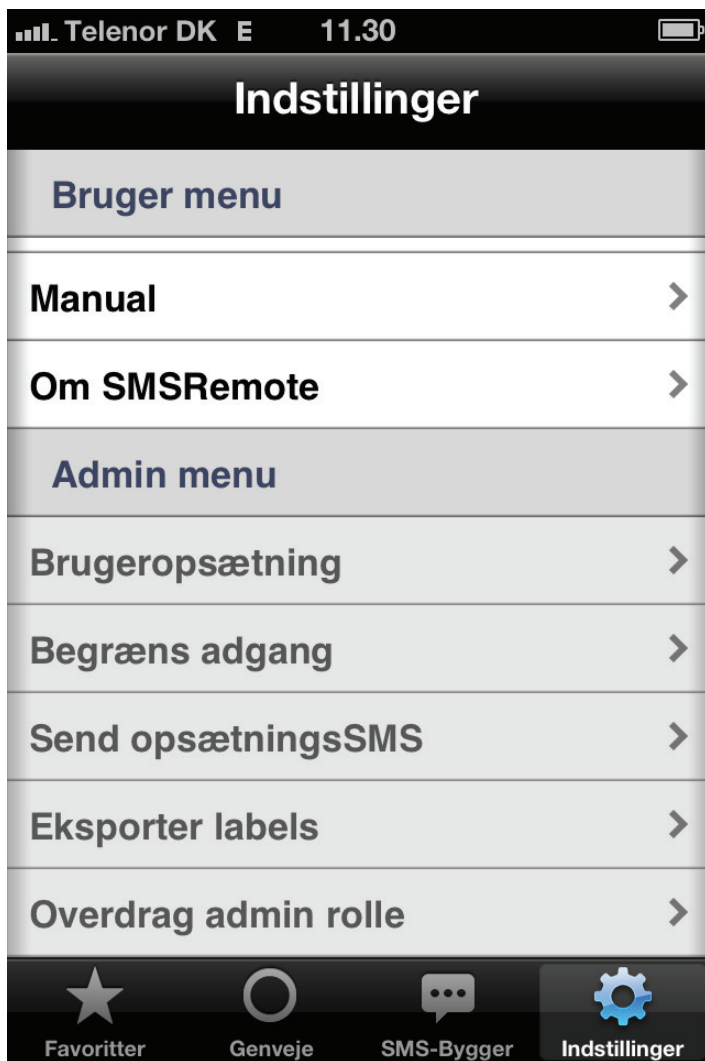 Telenor DK E 11.30
Indstillinger
Bruger menu
Manual
Om SMSRemote
Admin menu
Brugeropsætning
Begræns adgang
Send opsætningsSMS
Eksporter labels
Overdrag admin rolle
Favoritter Genveje SMS-Bygger Indstillinger